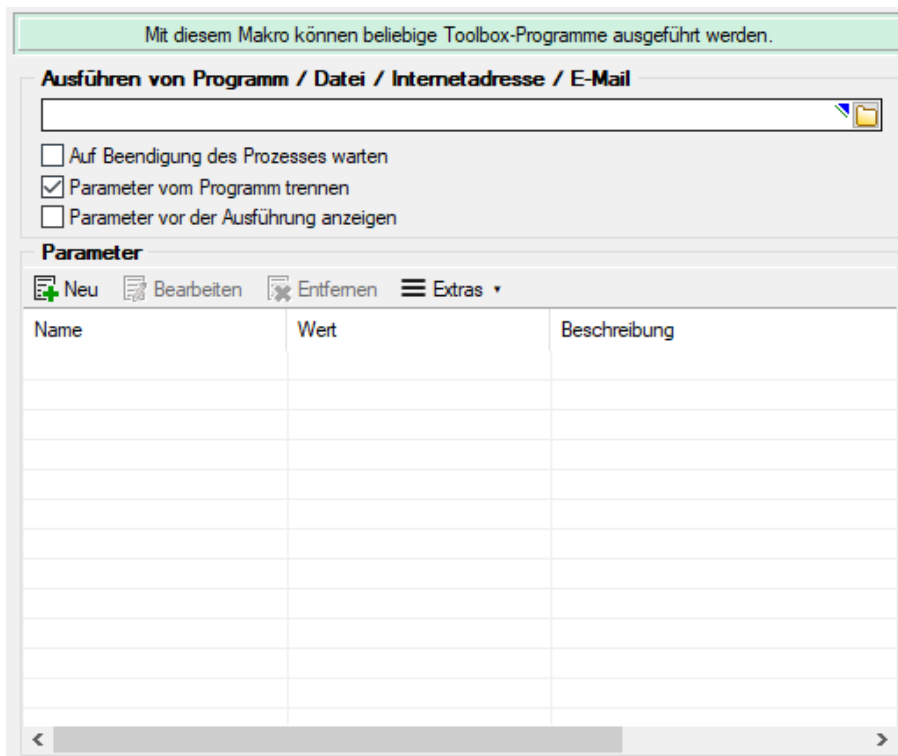 Mit diesem Makro können beliebige Toolbox-Programme ausgeführt werden.
Ausführen von Programm / Datei / Internetadresse / E-Mail
Auf Beendigung des Prozesses warten
Parameter vom Programm trennen
Parameter vor der Ausführung anzeigen
Parameter
Neu Bearbeiten Entfernen Extras
Name Wert Beschreibung